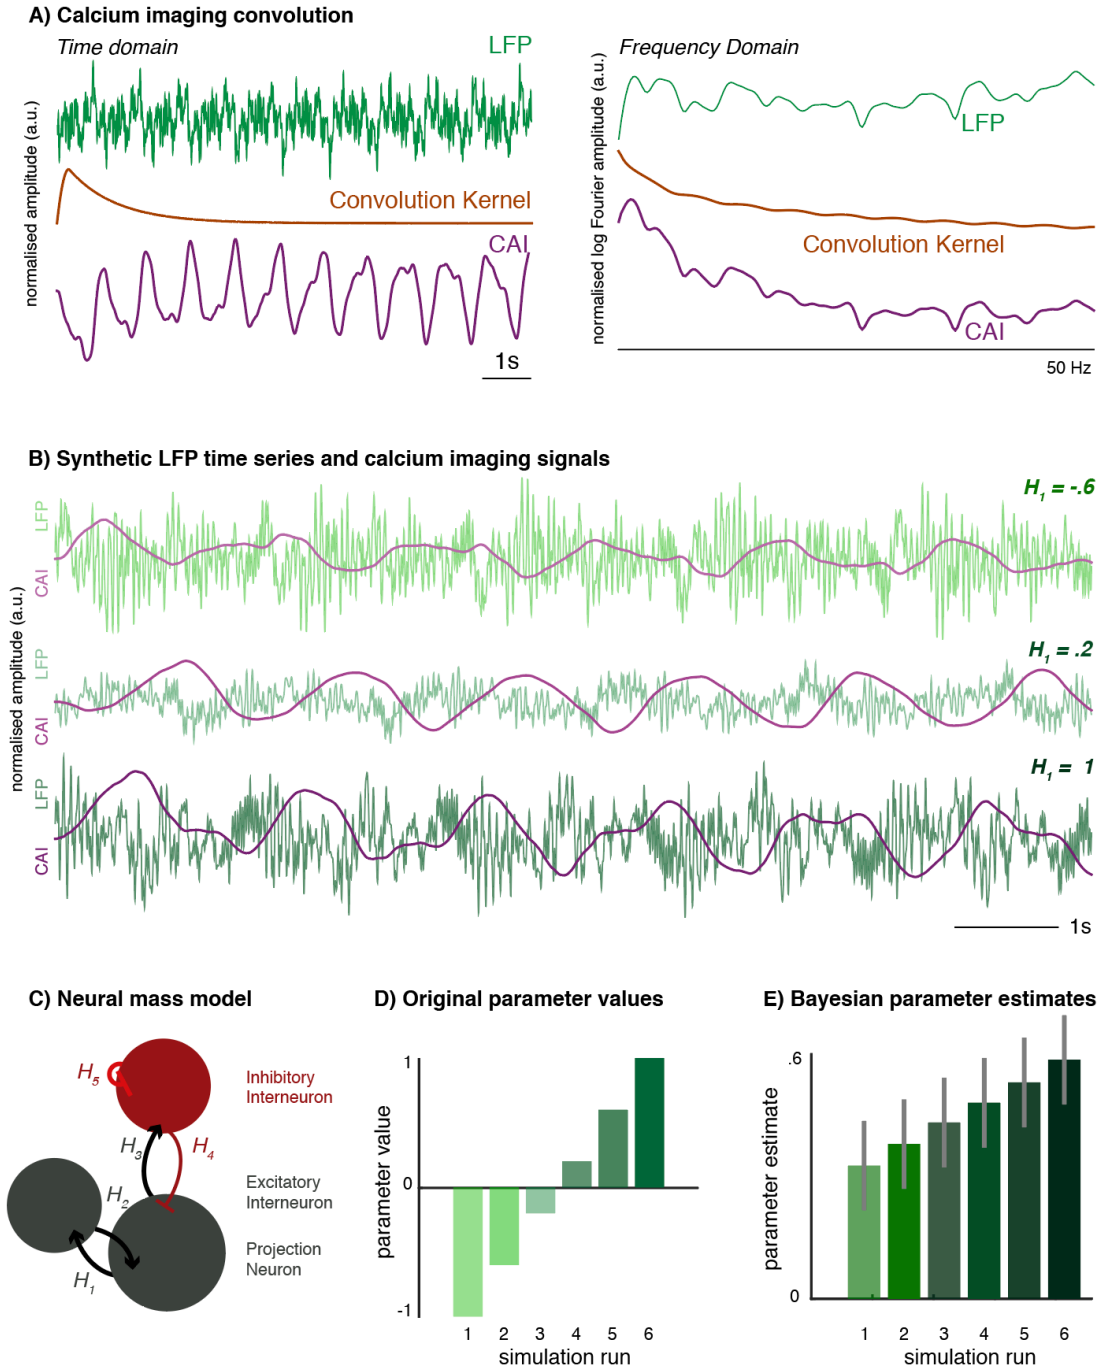 A) Calcium imaging convolution
Time domain
LFP
normalised amplitude (a.u.)
Convolution Kernel
CAI
1s
Frequency Domain
normalised log Fourier amplitude (a.u.)
LFP
Convolution Kernel
CAI
50 Hz
B) Synthetic LFP time series and calcium imaging signals
normalised amplitude (a.u.)
LFP
CAI
H1 = -.6
LFP
CAI
H1 = .2
LFP
CAI
H1 = 1
1s
C) Neural mass model
H5
Inhibitory
Interneuron
H3
H4
H2
Excitatory
Interneuron
Projection
Neuron
H1
D) Original parameter values
parameter value
1
0
-1
1 2 3 4 5 6
simulation run
E) Bayesian parameter estimates
parameter estimate
.6
0
1 2 3 4 5 6
simulation run